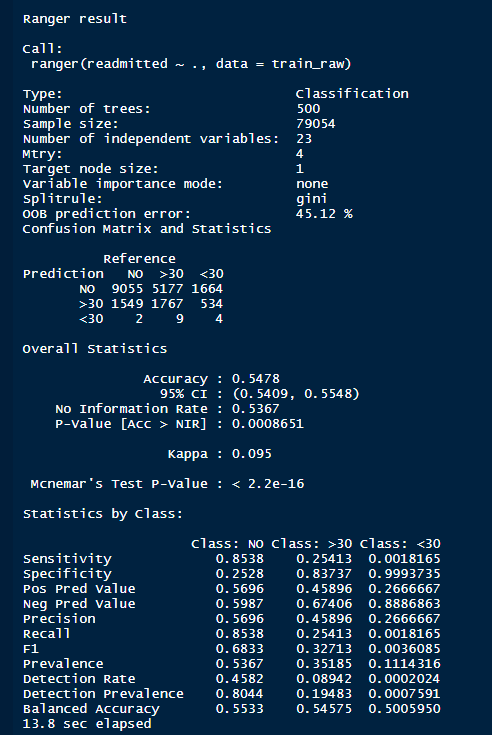 Ranger result
Call:
ranger(readmitted ~ ., data = train_raw)
Type: Classification
Number of trees: 500
Sample size: 79054
Number of independent variables: 23
Mtry: 4
Target node size: 1
Variable importance mode: none
Splitrule: gini
OOB prediction error: 45.12 %
Confusion Matrix and Statistics
Reference
Prediction NO >30 <30
NO 9055 5177 1664
>30 1549 1767 534
<30 2 9 4
Overall Statistics
Accuracy : 0.5478
95% CI : (0.5409, 0.5548)
No Information Rate : 0.5367
P-Value [Acc > NIR] : 0.0008651
Kappa : 0.095
Mcnemar's Test P-Value : < 2.2e-16
Statistics by Class:
Class: NO Class: >30 Class: <30
Sensitivity 0.8538 0.25413 0.0018165
Specificity 0.2528 0.83737 0.9993735
Pos Pred Value 0.5696 0.45896 0.2666667
Neg Pred Value 0.5987 0.67406 0.8886863
Precision 0.5696 0.45896 0.2666667
Recall 0.8538 0.25413 0.0018165
F1 0.6833 0.32713 0.0036085
Prevalence 0.5367 0.35185 0.1114316
Detection Rate 0.4582 0.08942 0.0002024
Detection Prevalence 0.8044 0.19483 0.0007591
Balanced Accuracy 0.5533 0.54575 0.5005950
13.8 sec elapsed